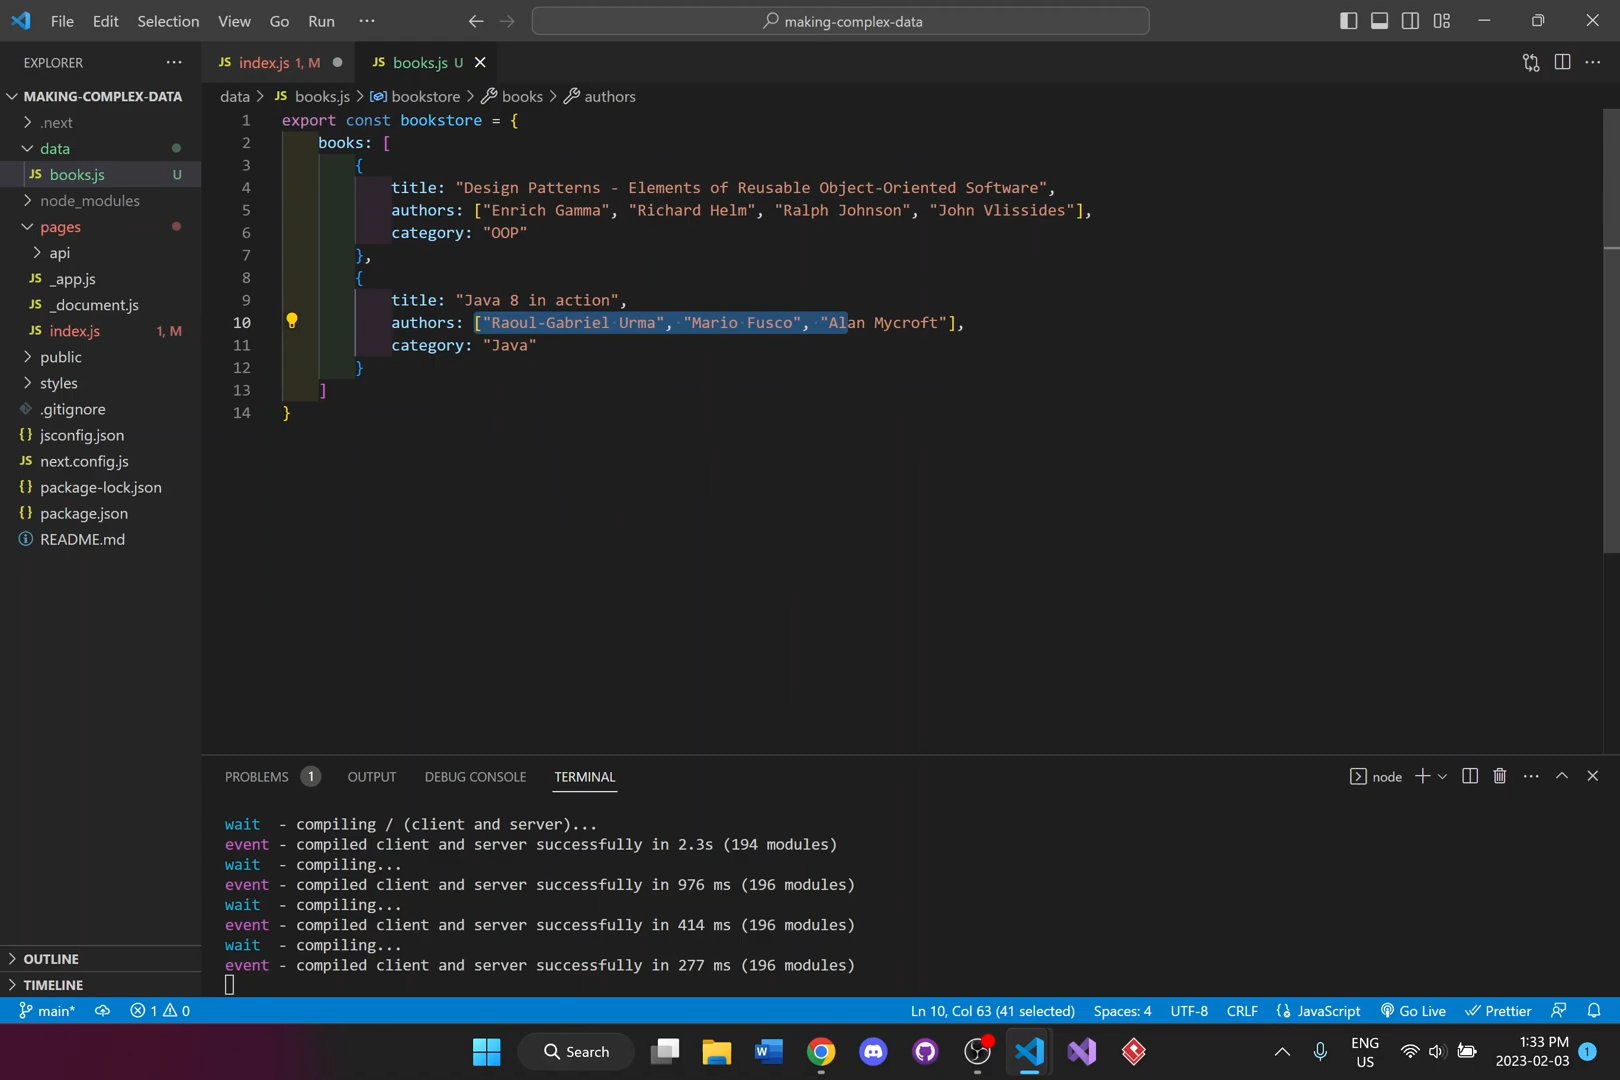 File Edit Selection View Go Run ···
making-complex-data
EXPLORER
JS index.js 1, M
JS books.js U
MAKING-COMPLEX-DATA
data > JS books.js > bookstore > books > authors
.next
data
JS books.js U
node_modules
pages
api
JS _app.js
JS _document.js
JS index.js 1, M
public
styles
.gitignore
{} jsconfig.json
JS next.config.js
{} package-lock.json
{} package.json
README.md
OUTLINE
TIMELINE
1 export const bookstore = {
2 books: [
3 {
4 title: "Design Patterns - Elements of Reusable Object-Oriented Software",
5 authors: ["Enrich Gamma", "Richard Helm", "Ralph Johnson", "John Vlissides"],
6 category: "OOP"
7 },
8 {
9 title: "Java 8 in action",
10 authors: ["Raoul-Gabriel Urma", "Mario Fusco", "Alan Mycroft"],
11 category: "Java"
12 }
13 ]
14 }
PROBLEMS 1 OUTPUT DEBUG CONSOLE TERMINAL
node
wait - compiling / (client and server)...
event - compiled client and server successfully in 2.3s (194 modules)
wait - compiling...
event - compiled client and server successfully in 976 ms (196 modules)
wait - compiling...
event - compiled client and server successfully in 414 ms (196 modules)
wait - compiling...
event - compiled client and server successfully in 277 ms (196 modules)
main* 1 0
Ln 10, Col 63 (41 selected) Spaces: 4 UTF-8 CRLF {} JavaScript Go Live Prettier
Search
ENG
US
1:33 PM
2023-02-03
1